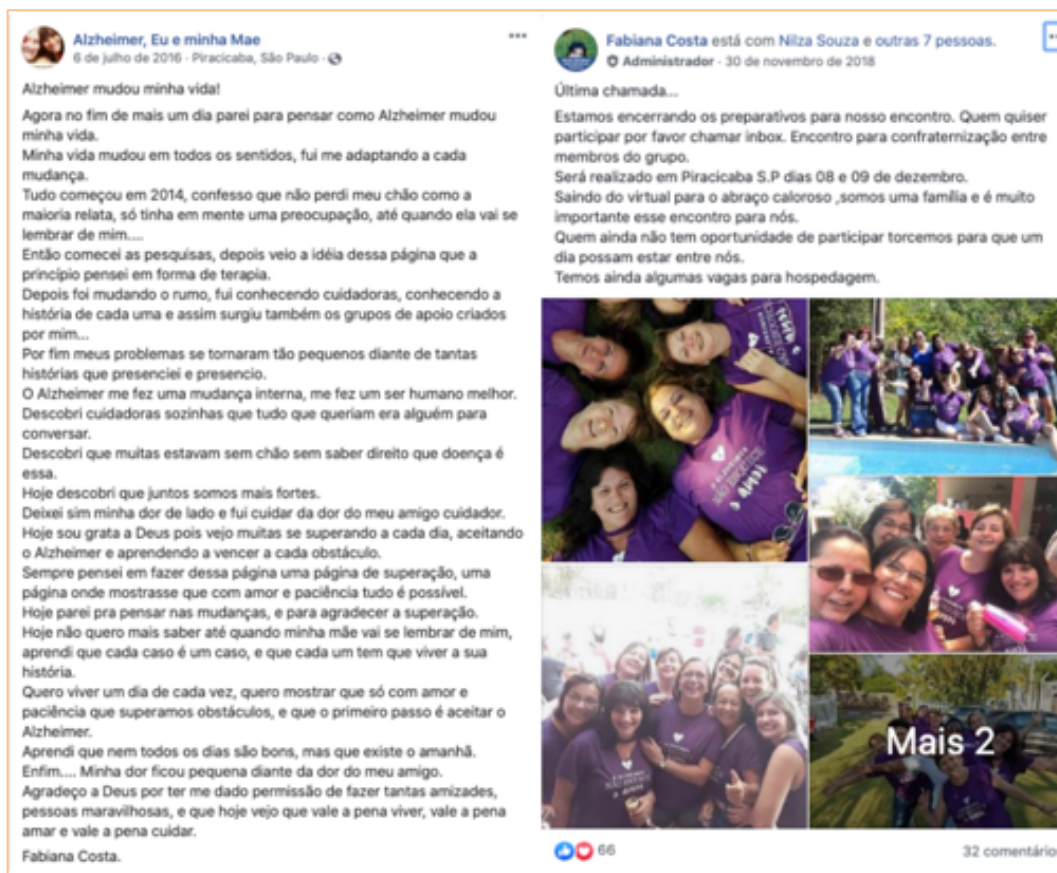 Alzheimer, Eu e minha Mae
6 de julho de 2016 · Piracicaba, São Paulo ·
Alzheimer mudou minha vida!
Agora no fim de mais um dia parei para pensar como Alzheimer mudou
minha vida.
Minha vida mudou em todos os sentidos, fui me adaptando a cada
mudança.
Tudo começou em 2014, confesso que não perdi meu chão como a
maioria relata, só tinha em mente uma preocupação, até quando ela vai se
lembrar de mim....
Então comecei as pesquisas, depois veio a idéia dessa página que a
princípio pensei em forma de terapia.
Depois foi mudando o rumo, fui conhecendo cuidadoras, conhecendo a
história de cada uma e assim surgiu também os grupos de apoio criados
por mim...
Por fim meus problemas se tornaram tão pequenos diante de tantas
histórias que presenciei e presencio.
O Alzheimer me fez uma mudança interna, me fez um ser humano melhor.
Descobri cuidadoras sozinhas que tudo que queriam era alguém para
conversar.
Descobri que muitas estavam sem chão sem saber direito que doença é
essa.
Hoje descobri que juntos somos mais fortes.
Deixei sim minha dor de lado e fui cuidar da dor do meu amigo cuidador.
Hoje sou grata a Deus pois vejo muitas se superando a cada dia, aceitando
o Alzheimer e aprendendo a vencer a cada obstáculo.
Sempre pensei em fazer dessa página uma página de superação, uma
página onde mostrasse que com amor e paciência tudo é possível.
Hoje parei pra pensar nas mudanças, e para agradecer a superação.
Hoje não quero mais saber até quando minha mãe vai se lembrar de mim,
aprendi que cada caso é um caso, e que cada um tem que viver a sua
história.
Quero viver um dia de cada vez, quero mostrar que só com amor e
paciência que superamos obstáculos, e que o primeiro passo é aceitar o
Alzheimer.
Aprendi que nem todos os dias são bons, mas que existe o amanhã.
Enfim.... Minha dor ficou pequena diante da dor do meu amigo.
Agradeço a Deus por ter me dado permissão de fazer tantas amizades,
pessoas maravilhosas, e que hoje vejo que vale a pena viver, vale a pena
amar e vale a pena cuidar.
Fabiana Costa.
Fabiana Costa está com Nilza Souza e outras 7 pessoas.
Administrador · 30 de novembro de 2018
Última chamada...
Estamos encerrando os preparativos para nosso encontro. Quem quiser
participar por favor chamar inbox. Encontro para confraternização entre
membros do grupo.
Será realizado em Piracicaba S.P dias 08 e 09 de dezembro.
Saindo do virtual para o abraço caloroso ,somos uma família e é muito
importante esse encontro para nós.
Quem ainda não tem oportunidade de participar torcemos para que um
dia possam estar entre nós.
Temos ainda algumas vagas para hospedagem.
Mais 2
66
32 comentário